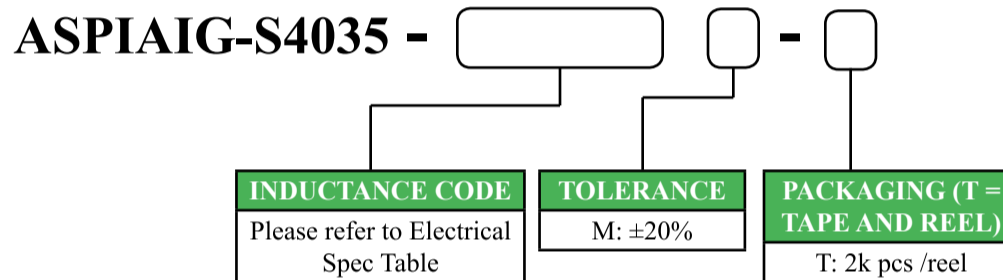 ASPIAIG-S4035 - -
INDUCTANCE CODE
Please refer to Electrical
Spec Table
TOLERANCE
M: ±20%
PACKAGING (T =
TAPE AND REEL)
T: 2k pcs /reel